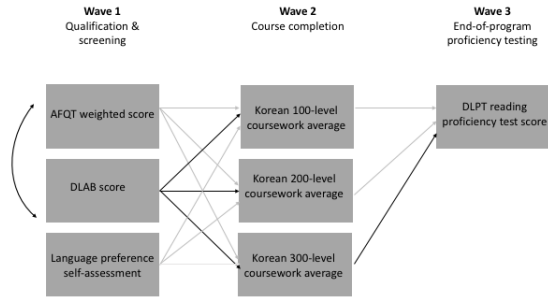 Wave 1
Qualification &
screening
Wave 2
Course completion
Wave 3
End-of-program
proficiency testing
AFQT weighted score
DLAB score
Language preference
self-assessment
Korean 100-level
coursework average
Korean 200-level
coursework average
Korean 300-level
coursework average
DLPT reading
proficiency test score